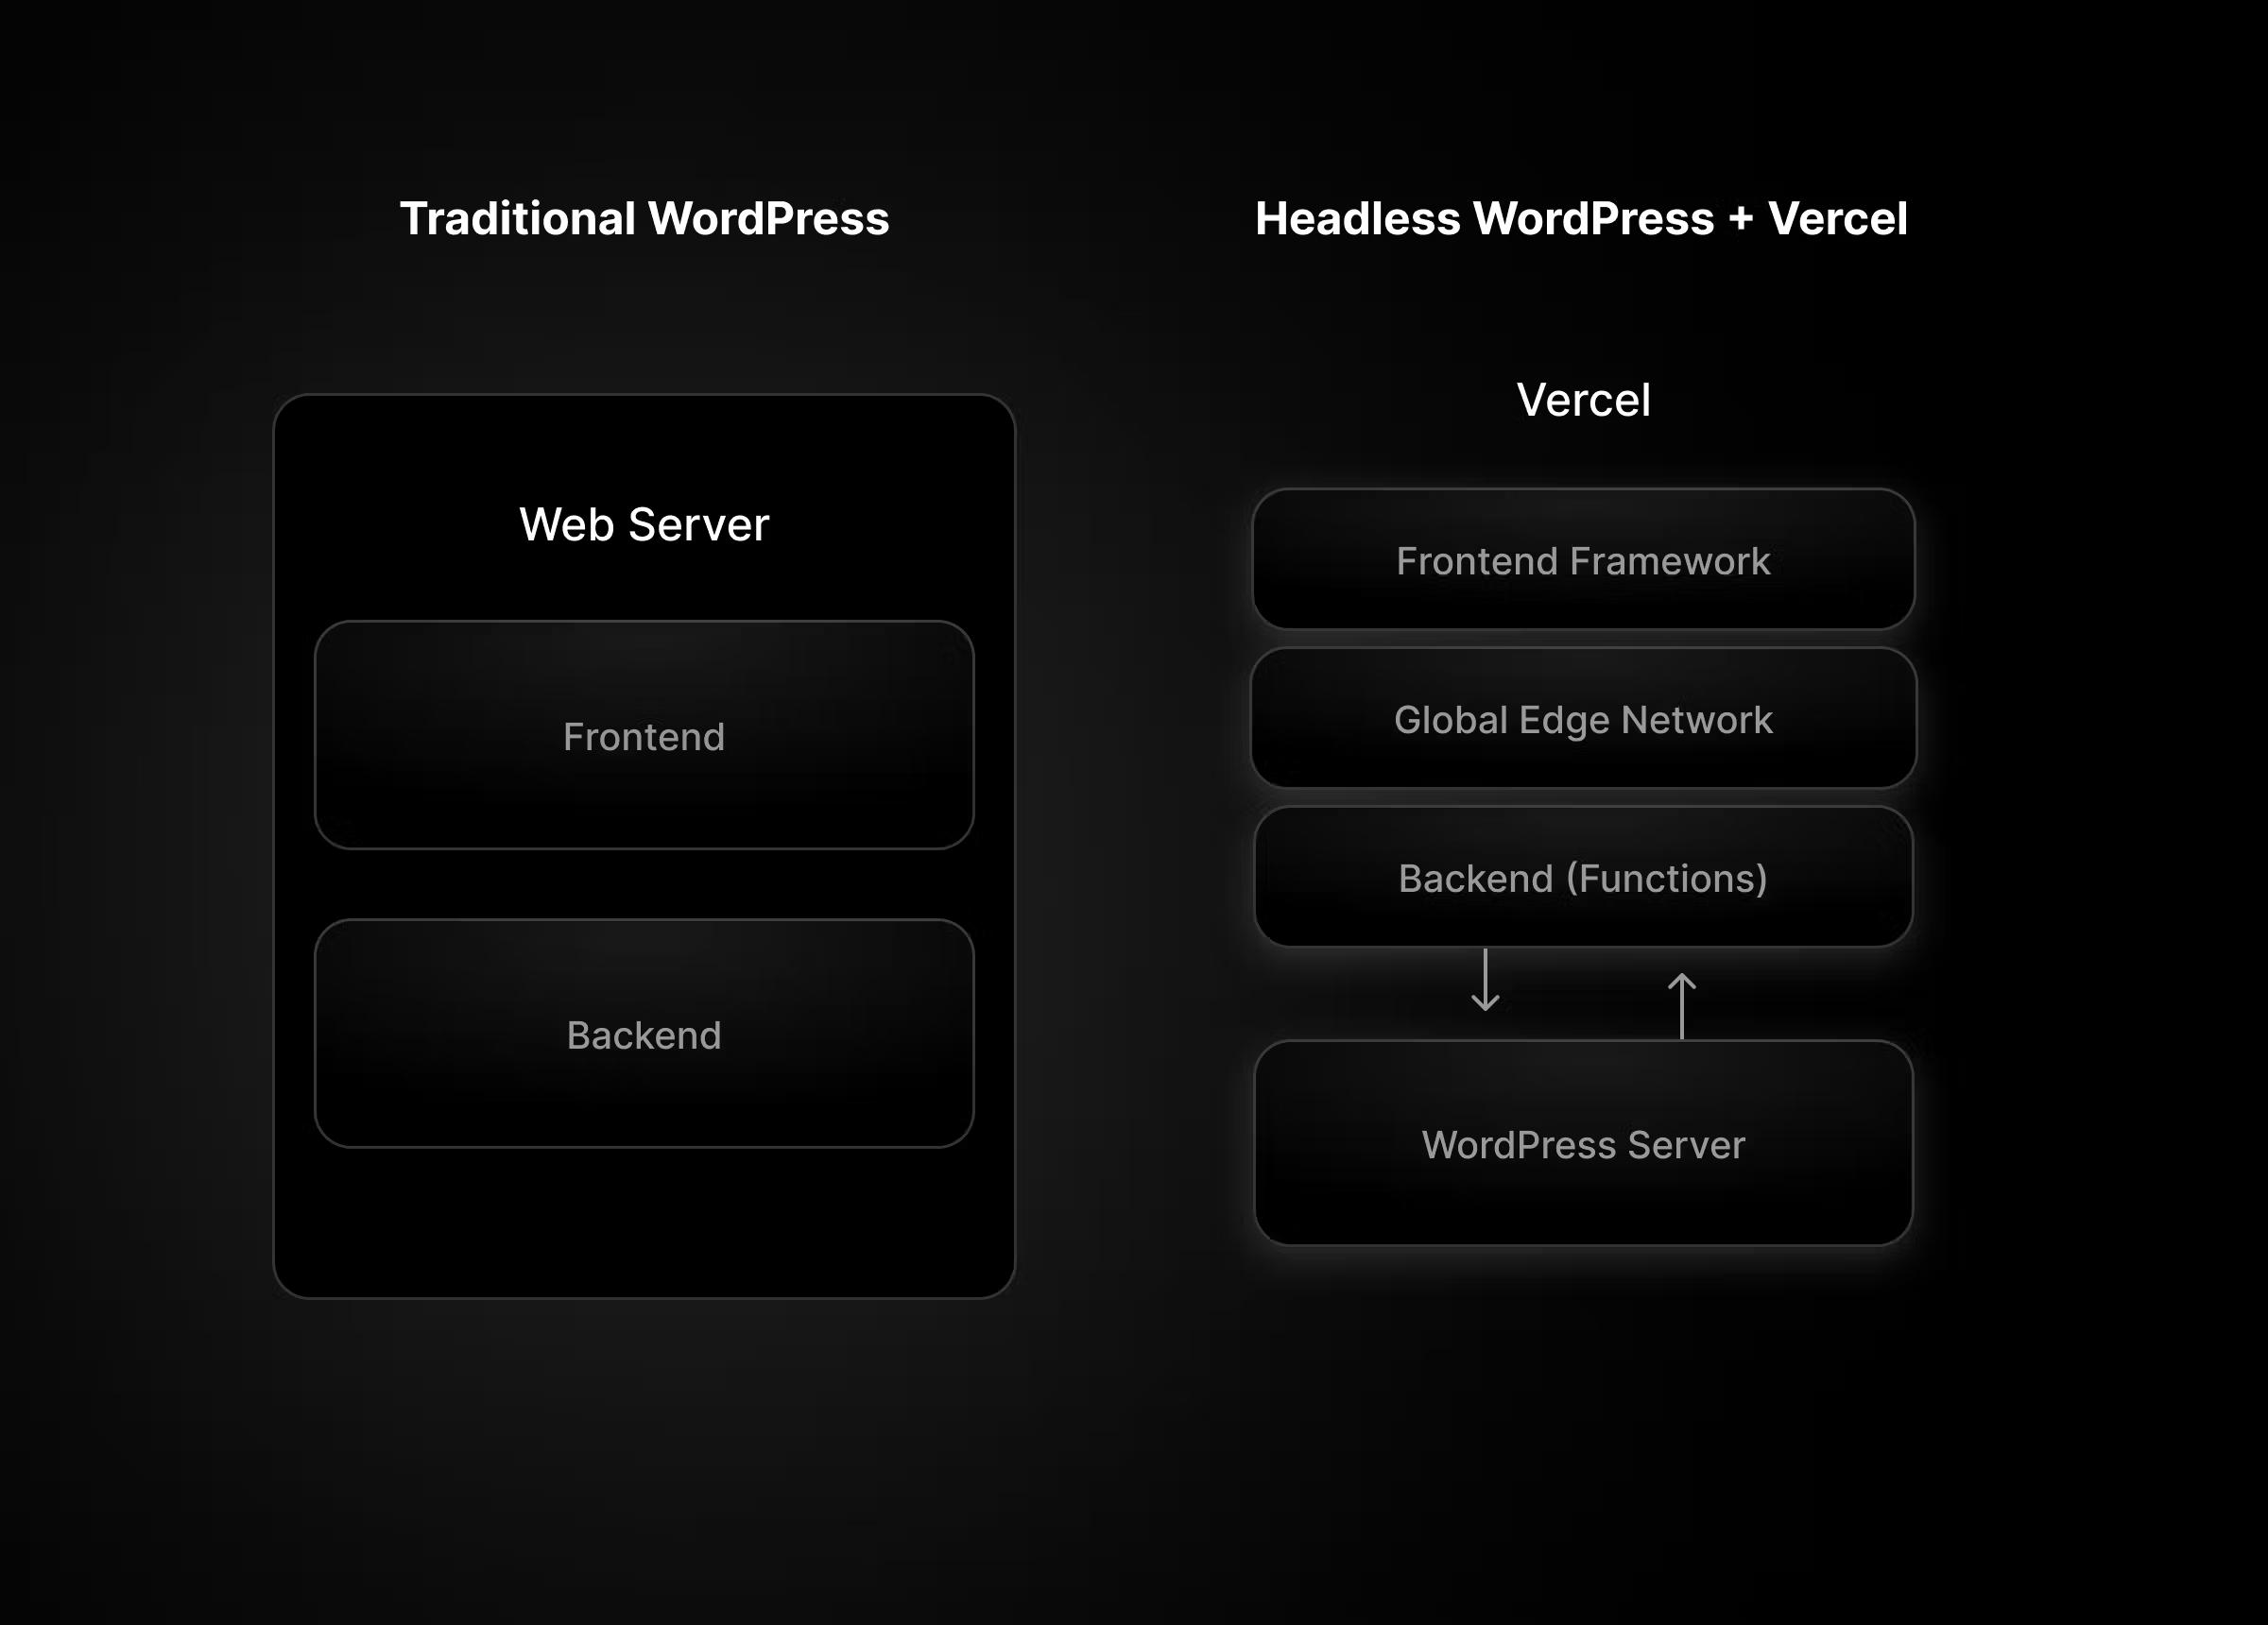 Traditional WordPress
Web Server
Frontend
Backend
Headless WordPress + Vercel
Vercel
Frontend Framework
Global Edge Network
Backend (Functions)
WordPress Server